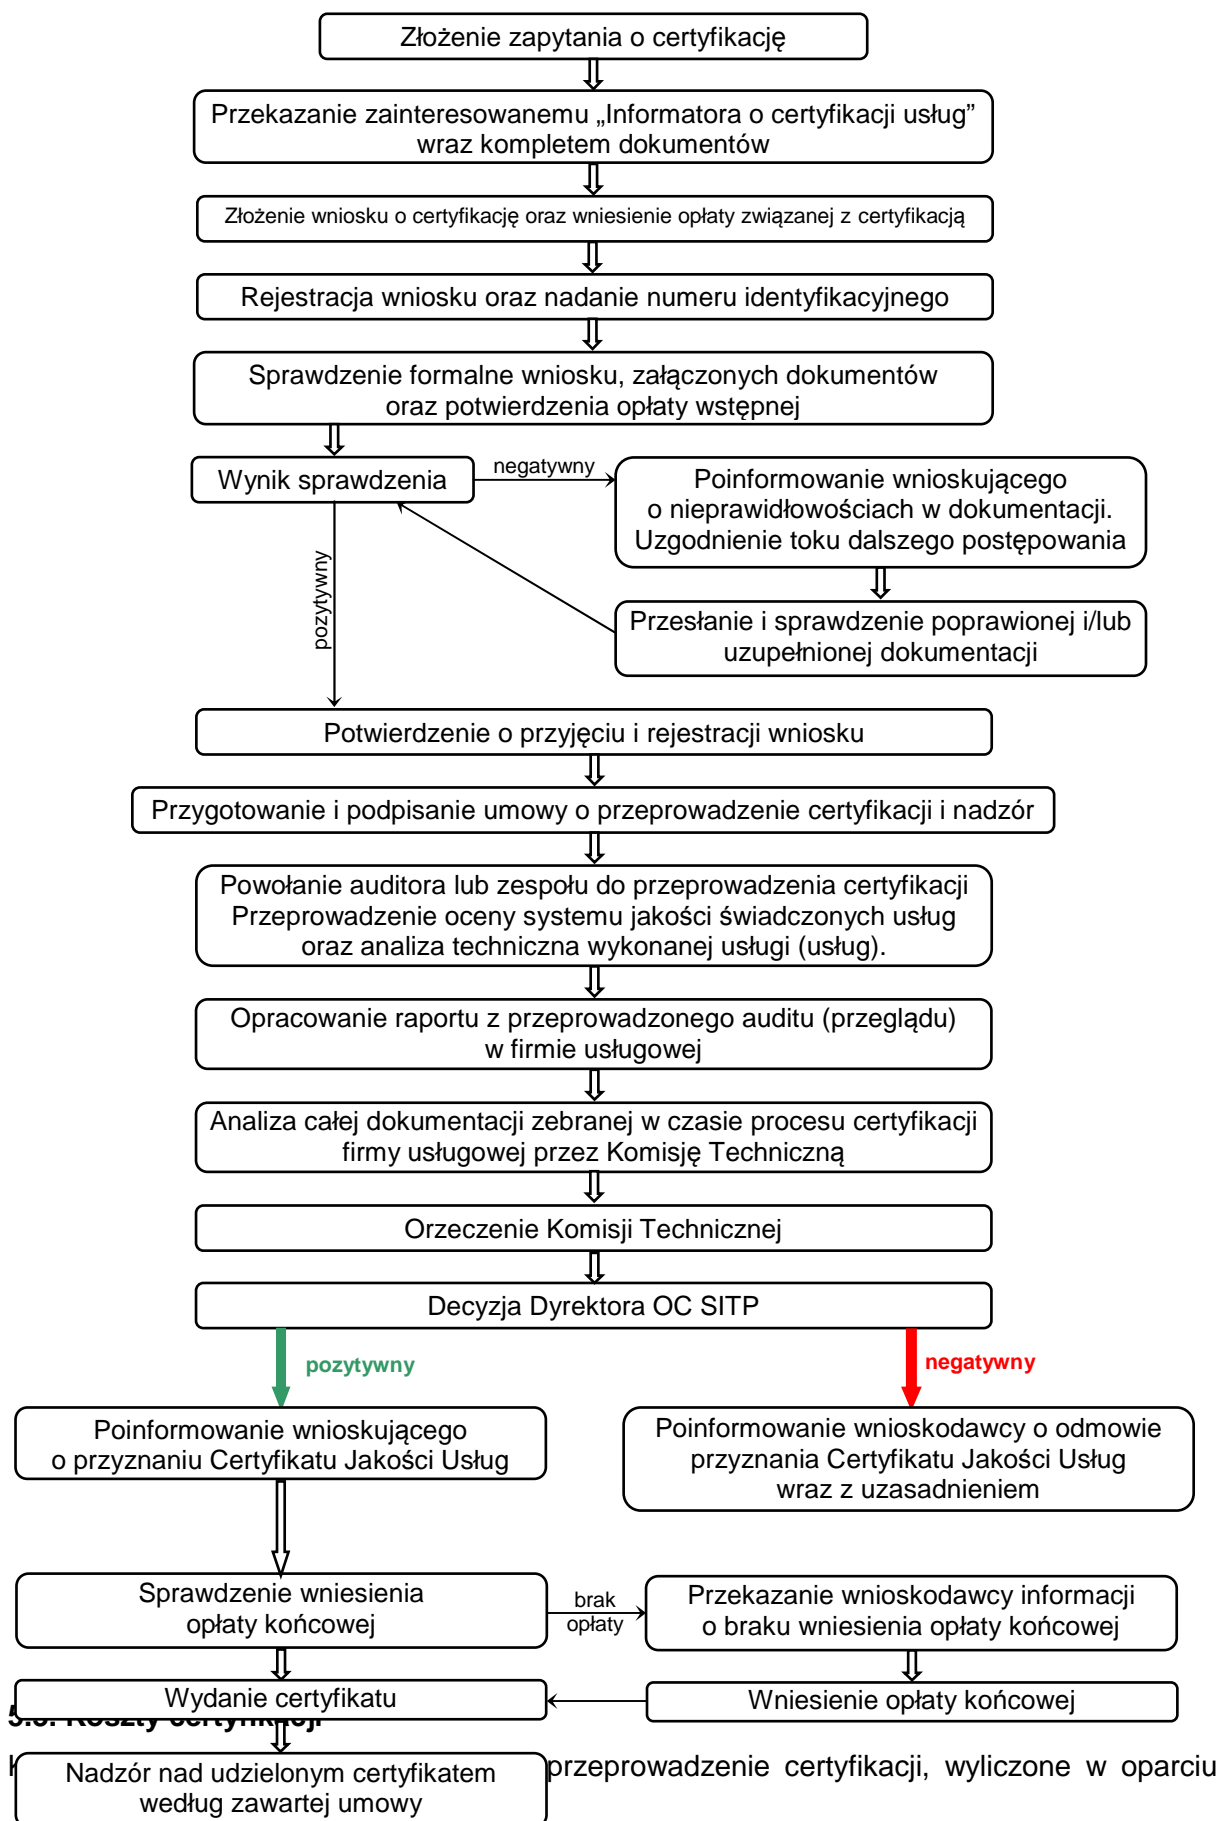 Złożenie zapytania o certyfikację
Przekazanie zainteresowanemu „Informatora o certyfikacji usług”
wraz kompletem dokumentów
Złożenie wniosku o certyfikację oraz wniesienie opłaty związanej z certyfikacją
Rejestracja wniosku oraz nadanie numeru identyfikacyjnego
Sprawdzenie formalne wniosku, załączonych dokumentów
oraz potwierdzenia opłaty wstępnej
Wynik sprawdzenia
negatywny
Poinformowanie wnioskującego
o nieprawidłowościach w dokumentacji.
Uzgodnienie toku dalszego postępowania
pozytywny
Przesłanie i sprawdzenie poprawionej i/lub
uzupełnionej dokumentacji
Potwierdzenie o przyjęciu i rejestracji wniosku
Przygotowanie i podpisanie umowy o przeprowadzenie certyfikacji i nadzór
Powołanie auditora lub zespołu do przeprowadzenia certyfikacji
Przeprowadzenie oceny systemu jakości świadczonych usług
oraz analiza techniczna wykonanej usługi (usług).
Opracowanie raportu z przeprowadzonego auditu (przeglądu)
w firmie usługowej
Analiza całej dokumentacji zebranej w czasie procesu certyfikacji
firmy usługowej przez Komisję Techniczną
Orzeczenie Komisji Technicznej
Decyzja Dyrektora OC SITP
pozytywny
negatywny
Poinformowanie wnioskującego
o przyznaniu Certyfikatu Jakości Usług
Poinformowanie wnioskodawcy o odmowie
przyznania Certyfikatu Jakości Usług
wraz z uzasadnieniem
Sprawdzenie wniesienia
opłaty końcowej
brak
opłaty
Przekazanie wnioskodawcy informacji
o braku wniesienia opłaty końcowej
Wydanie certyfikatu
Wniesienie opłaty końcowej
Koszty certyfikacji
Nadzór nad udzielonym certyfikatem
według zawartej umowy
przeprowadzenie certyfikacji, wyliczone w oparciu